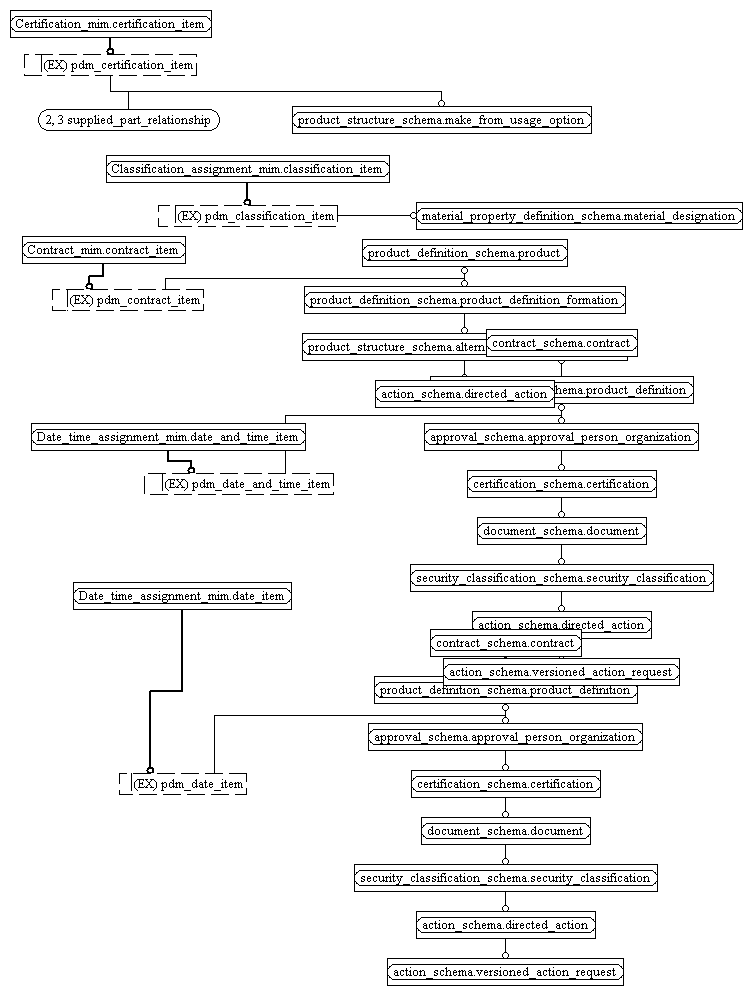 Certification_mim.certification_item
(EX) pdm_certification_item
2, 3 supplied_part_relationship
product_structure_schema.make_from_usage_option
Classification_assignment_mim.classification_item
(EX) pdm_classification_item
material_property_definition_schema.material_designation
Contract_mim.contract_item
product_definition_schema.product
(EX) pdm_contract_item
product_definition_schema.product_definition_formation
product_structure_schema.altern
contract_schema.contract
action_schema.directed_action
hema.product_definition
Date_time_assignment_mim.date_and_time_item
approval_schema.approval_person_organization
(EX) pdm_date_and_time_item
certification_schema.certification
document_schema.document
security_classification_schema.security_classification
Date_time_assignment_mim.date_item
action_schema.directed_action
contract_schema.contract
action_schema.versioned_action_request
product_definition_schema.product_definition
approval_schema.approval_person_organization
(EX) pdm_date_item
certification_schema.certification
document_schema.document
security_classification_schema.security_classification
action_schema.directed_action
action_schema.versioned_action_request